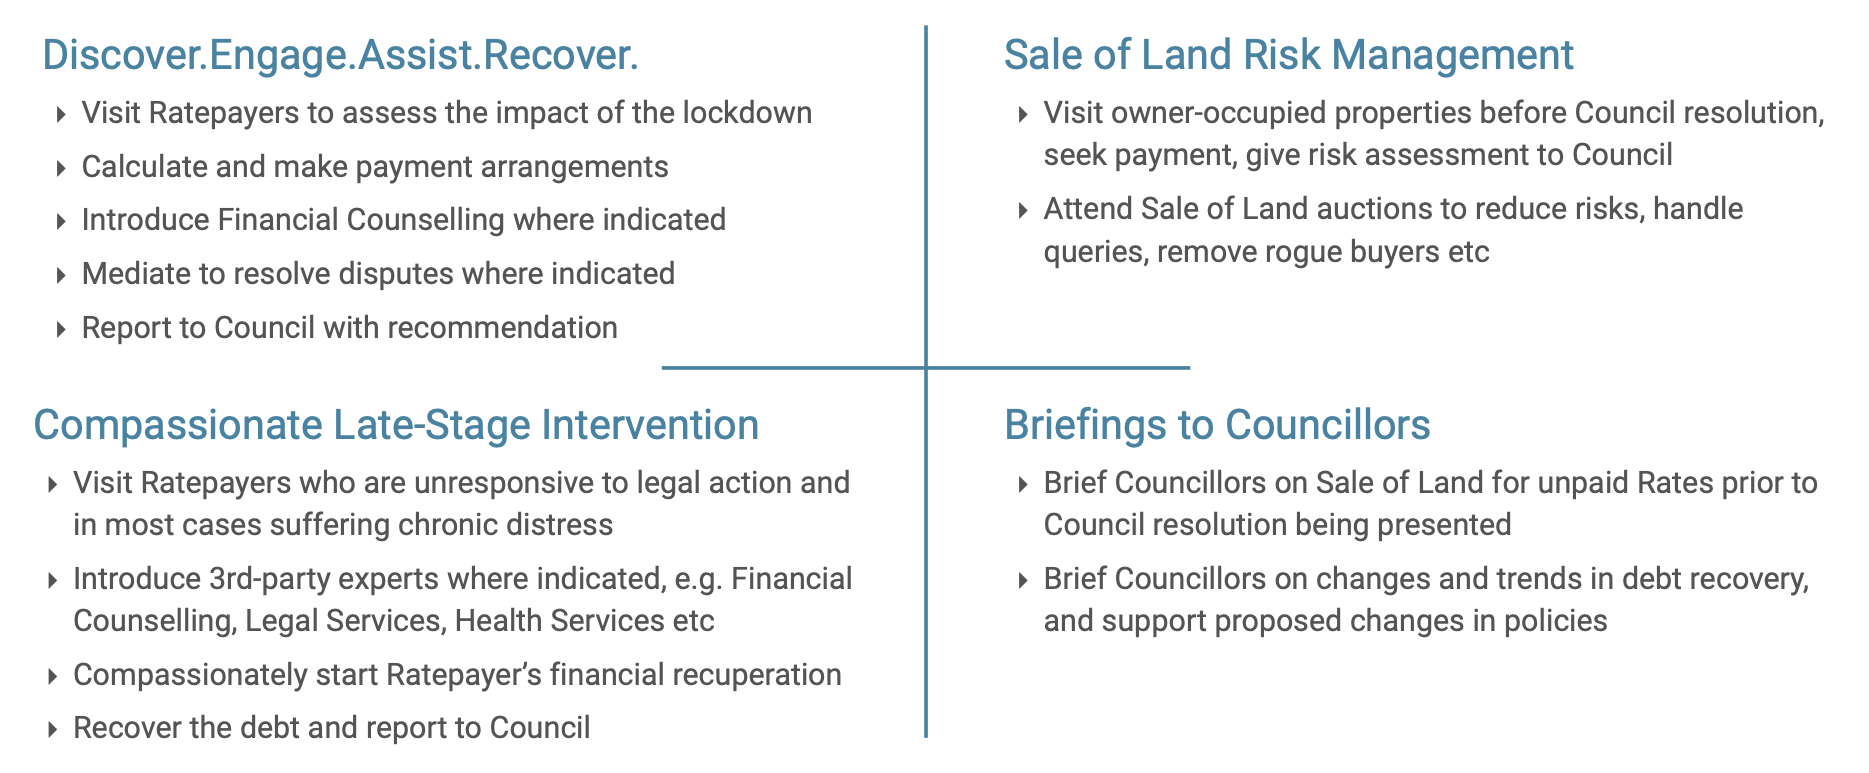 Discover.Engage.Assist.Recover.
Visit Ratepayers to assess the impact of the lockdown
Calculate and make payment arrangements
Introduce Financial Counselling where indicated
Mediate to resolve disputes where indicated
Report to Council with recommendation
Sale of Land Risk Management
Visit owner-occupied properties before Council resolution,
seek payment, give risk assessment to Council
Attend Sale of Land auctions to reduce risks, handle
queries, remove rogue buyers etc
Compassionate Late-Stage Intervention
Visit Ratepayers who are unresponsive to legal action and
in most cases suffering chronic distress
Introduce 3rd-party experts where indicated, e.g. Financial
Counselling, Legal Services, Health Services etc
Compassionately start Ratepayer’s financial recuperation
Recover the debt and report to Council
Briefings to Councillors
Brief Councillors on Sale of Land for unpaid Rates prior to
Council resolution being presented
Brief Councillors on changes and trends in debt recovery,
and support proposed changes in policies